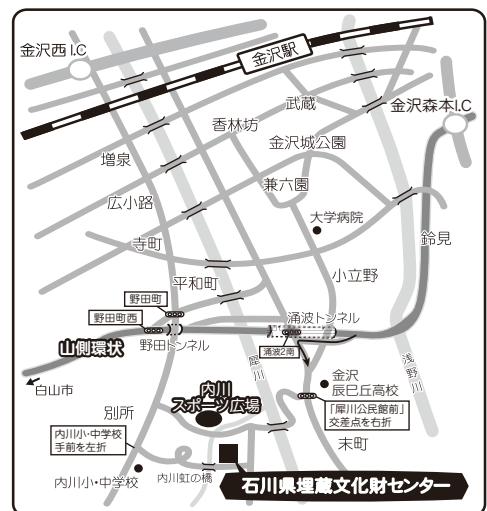 金沢西I.C
金沢駅
武蔵
金沢森本I.C
香林坊
増泉
金沢城公園
兼六園
広小路
大学病院
寺町
鈴見
小立野
平和町
野田町
野田町西
涌波トンネル
山側環状
野田トンネル
涌波2南
犀川
浅野川
白山市
内川
スポーツ広場
金沢
辰巳丘高校
別所
「犀川公民館前」
交差点を右折
内川小・中学校
手前を左折
末町
内川小・中学校
内川虹の橋
石川県埋蔵文化財センター